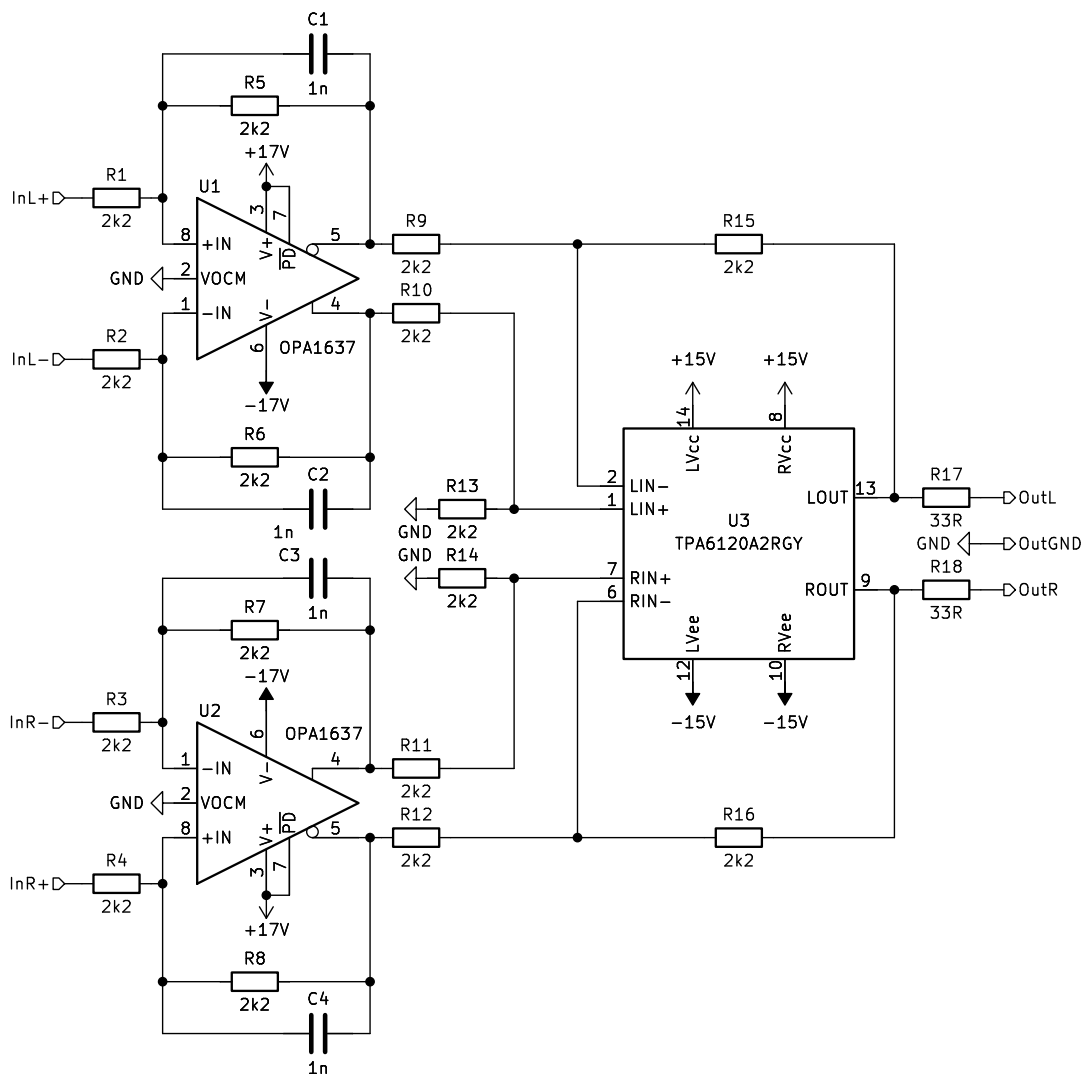 C1
1n
R5
2k2
+17V
R1
InL+
2k2
U1
3
7
V+
PD
8
+IN
5
R9
2k2
R15
2k2
GND
2
VOCM
1
-IN
V-
4
R10
2k2
6
OPA1637
R2
InL-
2k2
-17V
R6
2k2
C2
1n
+15V
+15V
14
8
LVcc
RVcc
2
LIN-
1
LIN+
R13
2k2
GND
GND
R14
2k2
U3
TPA6120A2RGY
LOUT
13
R17
33R
OutL
GND
OutGND
R18
33R
OutR
7
RIN+
6
RIN-
ROUT
9
LVee
RVee
12
10
-15V
-15V
C3
1n
R7
2k2
-17V
R3
InR-
2k2
U2
6
OPA1637
V-
1
-IN
4
R11
2k2
GND
2
VOCM
8
+IN
V+
PD
5
R12
2k2
R16
2k2
3
7
R4
InR+
2k2
+17V
R8
2k2
C4
1n